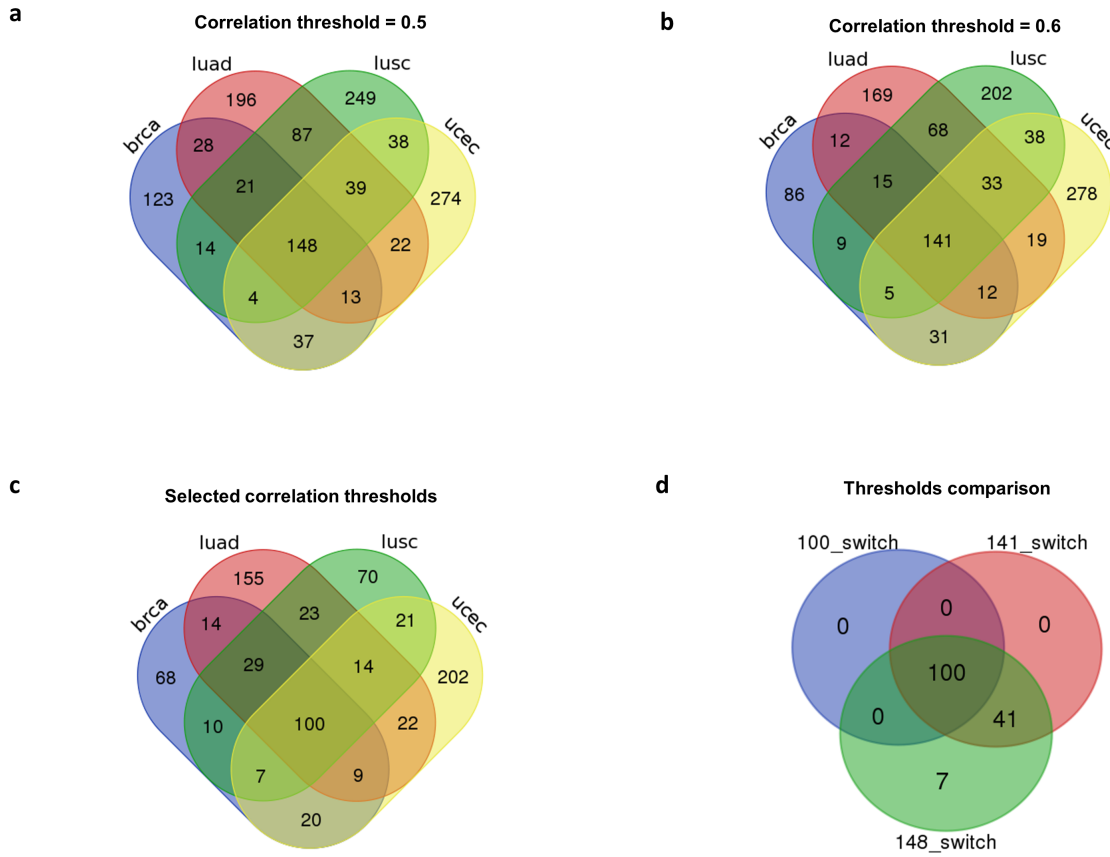 a
Correlation threshold = 0.5
luad
lusc
brca
ucec
196
249
28
87
38
123
21
39
274
14
148
22
4
13
37
b
Correlation threshold = 0.6
luad
lusc
brca
ucec
169
202
12
68
38
86
15
33
278
9
141
19
5
12
31
c
Selected correlation thresholds
luad
lusc
brca
ucec
155
70
14
23
21
68
29
14
202
10
100
22
7
9
20
d
Thresholds comparison
100_switch
141_switch
0
0
0
100
0
41
7
148_switch